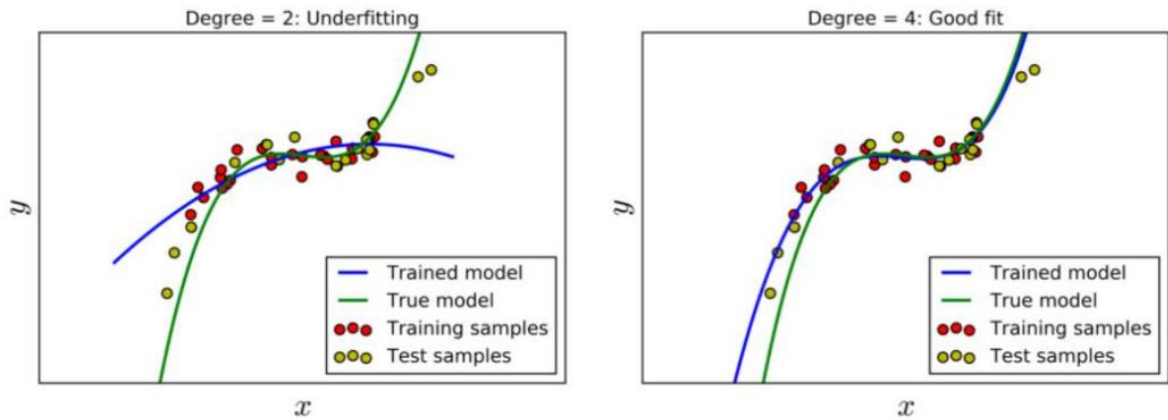 Degree = 2: Underfitting
y
Trained model
True model
Training samples
Test samples
x
Degree = 4: Good fit
y
Trained model
True model
Training samples
Test samples
x